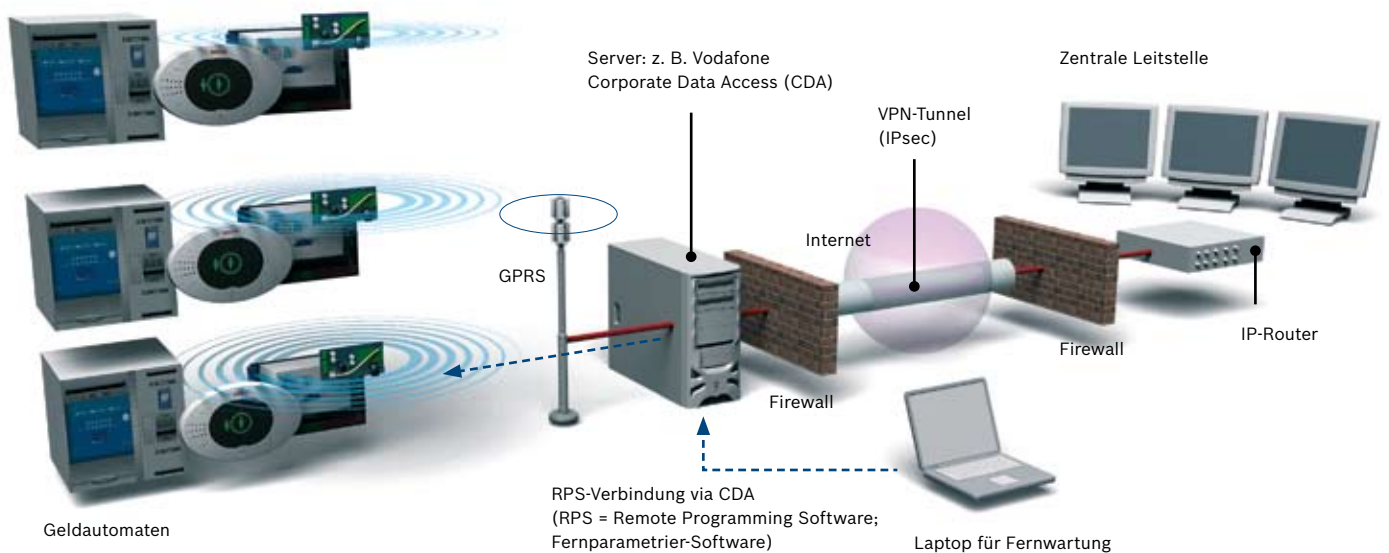 Server: z. B. Vodafone
Corporate Data Access (CDA)
Zentrale Leitstelle
VPN-Tunnel
(IPsec)
Internet
GPRS
IP-Router
Firewall
Firewall
RPS-Verbindung via CDA
(RPS = Remote Programming Software;
Fernparametrier-Software)
Geldautomaten
Laptop für Fernwartung